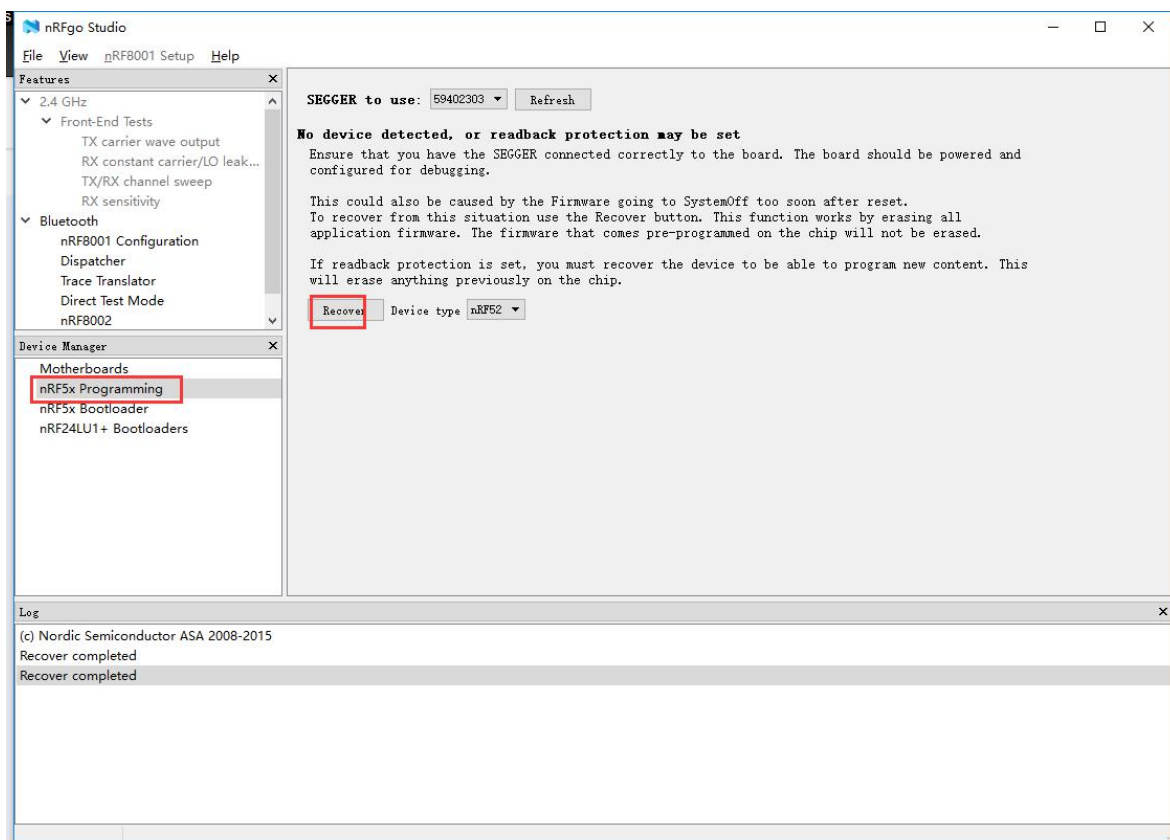 nRFgo Studio
File View nRF8001 Setup Help
Features
2.4 GHz
Front-End Tests
TX carrier wave output
RX constant carrier/LO leak...
TX/RX channel sweep
RX sensitivity
Bluetooth
nRF8001 Configuration
Dispatcher
Trace Translator
Direct Test Mode
nRF8002
Device Manager
Motherboards
nRF5x Programming
nRF5x Bootloader
nRF24LU1+ Bootloaders
SEGGER to use: 59402303 Refresh
No device detected, or readback protection may be set
Ensure that you have the SEGGER connected correctly to the board. The board should be powered and
configured for debugging.
This could also be caused by the Firmware going to SystemOff too soon after reset.
To recover from this situation use the Recover button. This function works by erasing all
application firmware. The firmware that comes pre-programmed on the chip will not be erased.
If readback protection is set, you must recover the device to be able to program new content. This
will erase anything previously on the chip.
Recover Device type nRF52
Log
(c) Nordic Semiconductor ASA 2008-2015
Recover completed
Recover completed